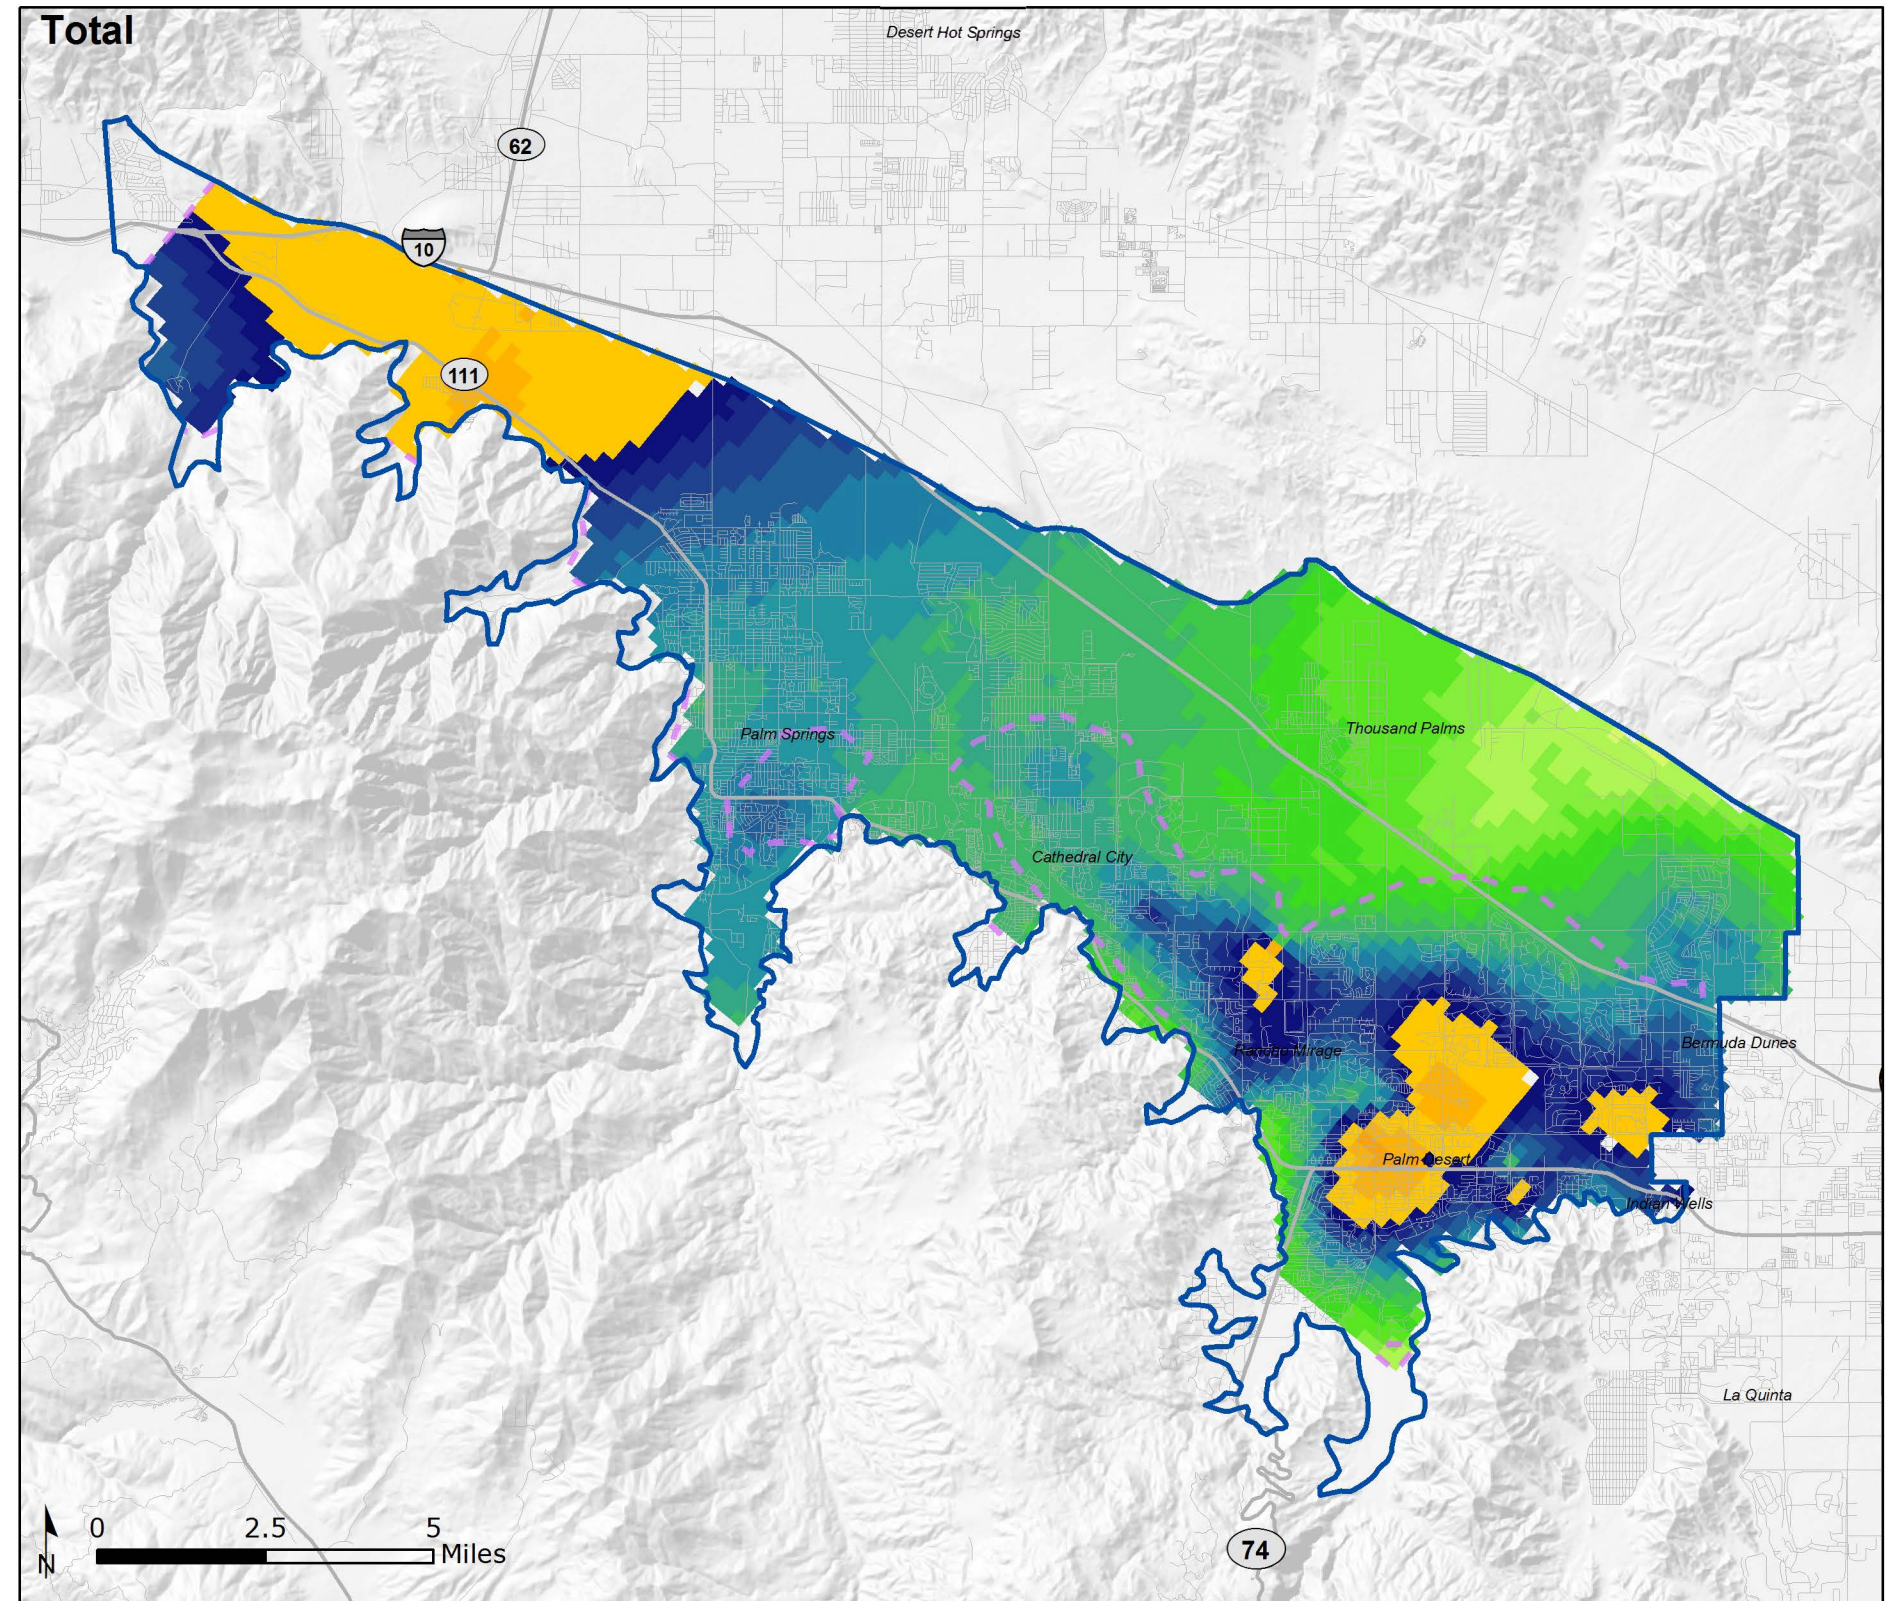 Total
Desert Hot Springs
62
10
111
Thousand Palms
Palm Springs
Cathedral City
Rancho Mirage
Bermuda Dunes
Palm Desert
Indian Wells
La Quinta
0 2.5 5
Miles
N
74